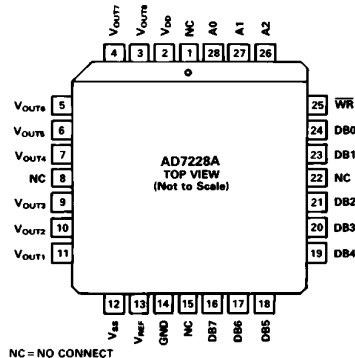 VOUT7 VOUT8 VDD NC A0 A1 A2
4 3 2 1 28 27 26
VOUT6 5
VOUT5 6
VOUT4 7
NC 8
VOUT3 9
VOUT2 10
VOUT1 11
AD7228A
TOP VIEW
(Not to Scale)
25 WR
24 DB0
23 DB1
22 NC
21 DB2
20 DB3
19 DB4
12 13 14 15 16 17 18
VSS VREF GND NC DB7 DB6 DB5
NC = NO CONNECT